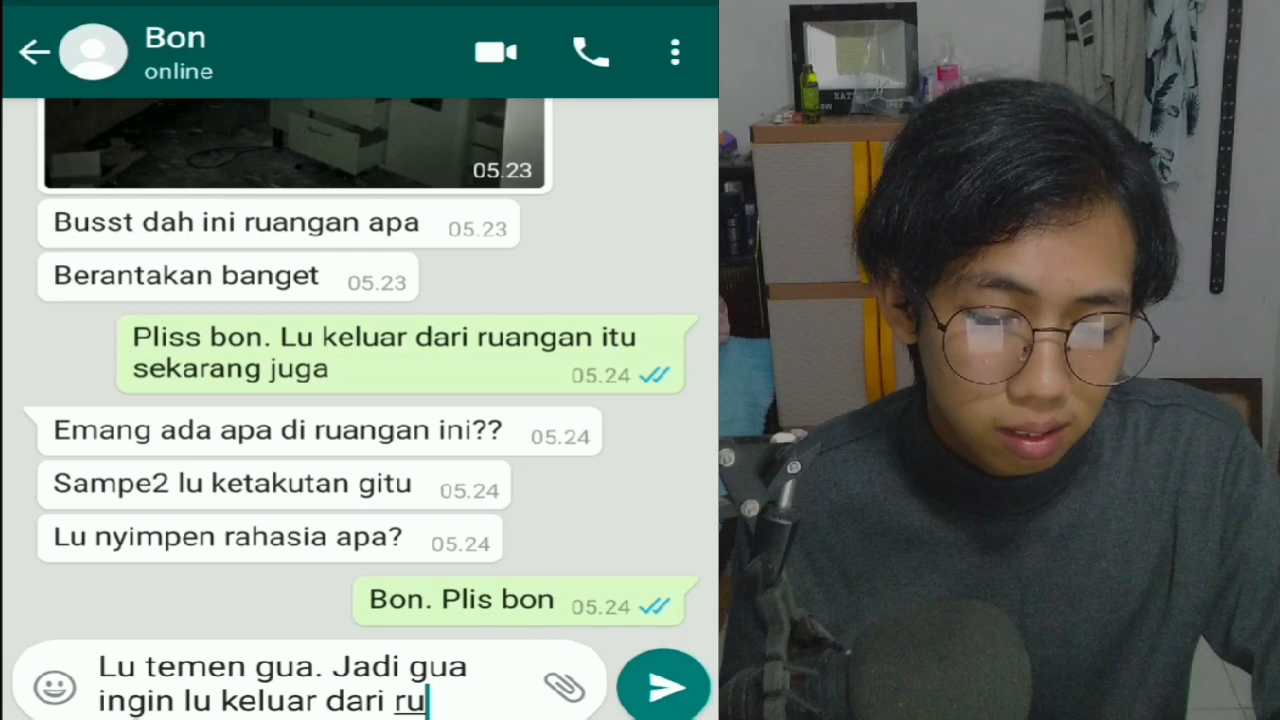 Bon
online
05.23
Busst dah ini ruangan apa 05.23
Berantakan banget 05.23
Pliss bon. Lu keluar dari ruangan itu
sekarang juga 05.24
Emang ada apa di ruangan ini?? 05.24
Sampe2 lu ketakutan gitu 05.24
Lu nyimpen rahasia apa? 05.24
Bon. Plis bon 05.24
Lu temen gua. Jadi gua
ingin lu keluar dari ru